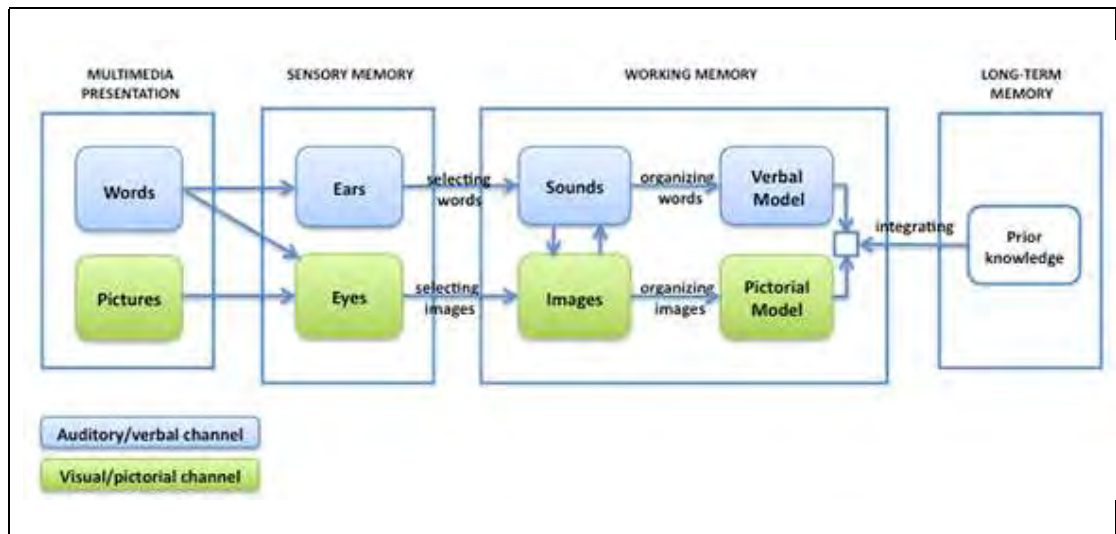 MULTIMEDIA
PRESENTATION
SENSORY MEMORY
WORKING MEMORY
LONG-TERM
MEMORY
Words
Ears
selecting
words
Sounds
organizing
words
Verbal
Model
integrating
Prior
knowledge
Pictures
Eyes
selecting
images
Images
organizing
images
Pictorial
Model
Auditory/verbal channel
Visual/pictorial channel